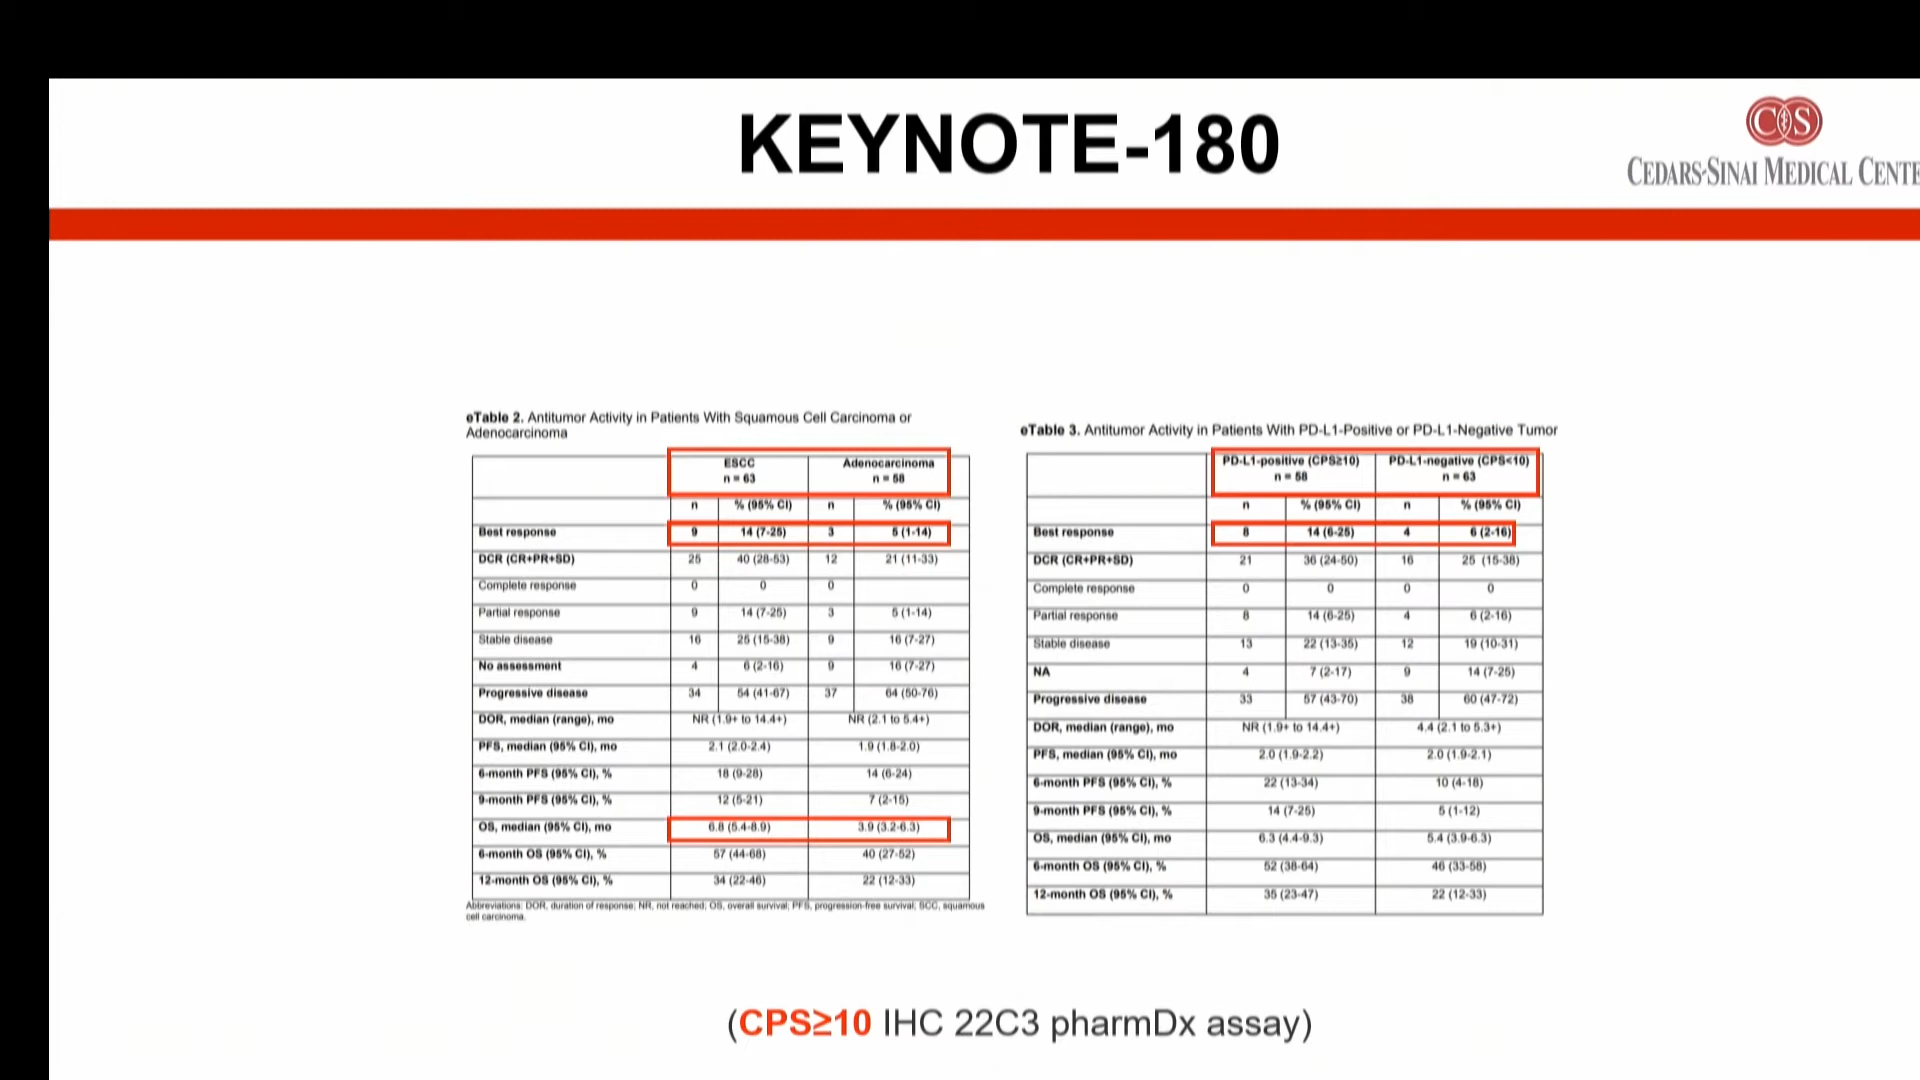 KEYNOTE-180
CEDARS-SINAI MEDICAL CENTE
eTable 2. Antitumor Activity in Patients With Squamous Cell Carcinoma or
Adenocarcinoma
ESCC Adenocarcinoma
n = 63 n = 58
n % (95% CI) n % (95% CI)
Best response 9 14 (7-25) 3 5 (1-14)
DCR (CR+PR+SD) 25 40 (28-53) 12 21 (11-33)
Complete response 0 0 0
Partial response 9 14 (7-25) 3 5 (1-14)
Stable disease 16 25 (15-38) 9 16 (7-27)
No assessment 4 6 (2-16) 9 16 (7-27)
Progressive disease 34 54 (41-67) 37 64 (50-76)
DOR, median (range), mo NR (1.9+ to 14.4+) NR (2.1 to 5.4+)
PFS, median (95% CI), mo 2.1 (2.0-2.4) 1.9 (1.8-2.0)
6-month PFS (95% CI), % 18 (9-28) 14 (6-24)
9-month PFS (95% CI), % 12 (5-21) 7 (2-15)
OS, median (95% CI), mo 6.8 (5.4-8.9) 3.9 (3.2-6.3)
6-month OS (95% CI), % 57 (44-68) 40 (27-52)
12-month OS (95% CI), % 34 (22-46) 22 (12-33)
Abbreviations: DOR, duration of response; NR, not reached; OS, overall survival; PFS, progression-free survival; SCC, squamous
cell carcinoma.
eTable 3. Antitumor Activity in Patients With PD-L1-Positive or PD-L1-Negative Tumor
PD-L1-positive (CPS≥10) PD-L1-negative (CPS<10)
n = 58 n = 63
n % (95% CI) n % (95% CI)
Best response 8 14 (6-25) 4 6 (2-16)
DCR (CR+PR+SD) 21 36 (24-50) 16 25 (15-38)
Complete response 0 0 0 0
Partial response 8 14 (6-25) 4 6 (2-16)
Stable disease 13 22 (13-35) 12 19 (10-31)
NA 4 7 (2-17) 9 14 (7-25)
Progressive disease 33 57 (43-70) 38 60 (47-72)
DOR, median (range), mo NR (1.9+ to 14.4+) 4.4 (2.1 to 5.3+)
PFS, median (95% CI), mo 2.0 (1.9-2.2) 2.0 (1.9-2.1)
6-month PFS (95% CI), % 22 (13-34) 10 (4-18)
9-month PFS (95% CI), % 14 (7-25) 5 (1-12)
OS, median (95% CI), mo 6.3 (4.4-9.3) 5.4 (3.9-6.3)
6-month OS (95% CI), % 52 (38-64) 46 (33-58)
12-month OS (95% CI), % 35 (23-47) 22 (12-33)
(CPS≥10 IHC 22C3 pharmDx assay)